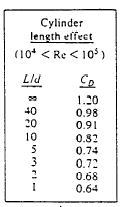 Cylinder
length effect
(10⁴ < Re < 10⁵)
L/d C_D
∞ 1.20
40 0.98
20 0.91
10 0.82
5 0.74
3 0.72
2 0.68
1 0.64